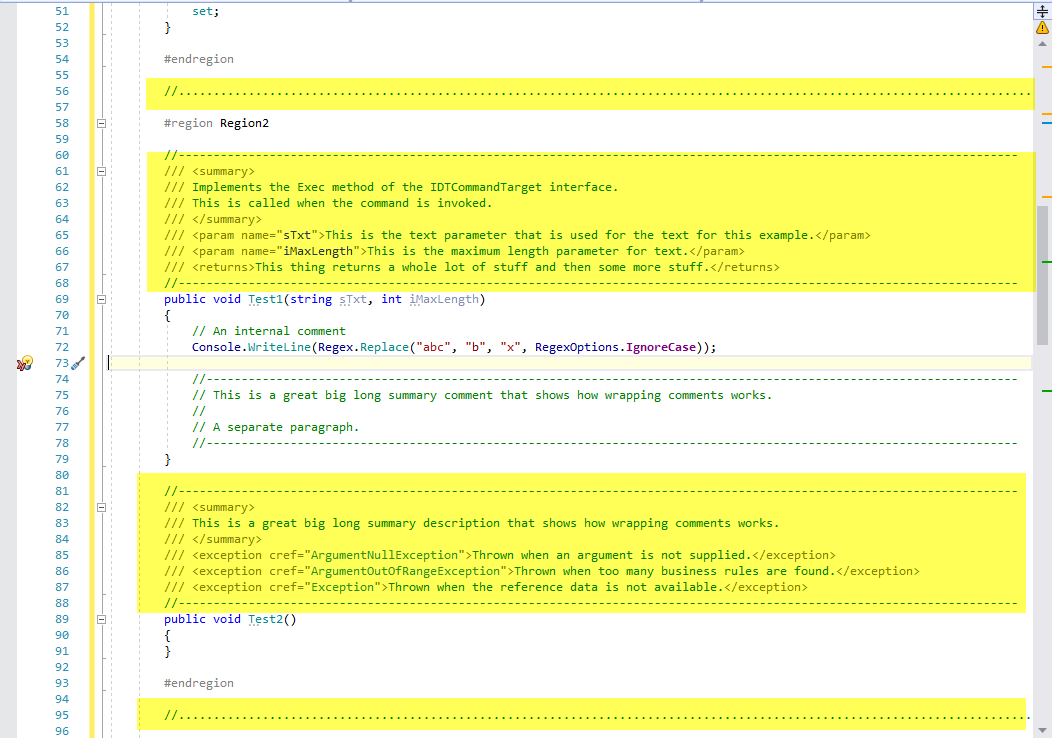 51 set;
52 }
53
54 #endregion
55
56 //..........................................................................................................................
57
58 #region Region2
59
60 //--------------------------------------------------------------------------------------------------------------------
61 /// <summary>
62 /// Implements the Exec method of the IDTCommandTarget interface.
63 /// This is called when the command is invoked.
64 /// </summary>
65 /// <param name="sTxt">This is the text parameter that is used for the text for this example.</param>
66 /// <param name="iMaxLength">This is the maximum length parameter for text.</param>
67 /// <returns>This thing returns a whole lot of stuff and then some more stuff.</returns>
68 //--------------------------------------------------------------------------------------------------------------------
69 public void Test1(string sTxt, int iMaxLength)
70 {
71 // An internal comment
72 Console.WriteLine(Regex.Replace("abc", "b", "x", RegexOptions.IgnoreCase));
73
74 //----------------------------------------------------------------------------------------------------------------
75 // This is a great big long summary comment that shows how wrapping comments works.
76 //
77 // A separate paragraph.
78 //----------------------------------------------------------------------------------------------------------------
79 }
80
81 //--------------------------------------------------------------------------------------------------------------------
82 /// <summary>
83 /// This is a great big long summary description that shows how wrapping comments works.
84 /// </summary>
85 /// <exception cref="ArgumentNullException">Thrown when an argument is not supplied.</exception>
86 /// <exception cref="ArgumentOutOfRangeException">Thrown when too many business rules are found.</exception>
87 /// <exception cref="Exception">Thrown when the reference data is not available.</exception>
88 //--------------------------------------------------------------------------------------------------------------------
89 public void Test2()
90 {
91 }
92
93 #endregion
94
95 //..........................................................................................................................
96